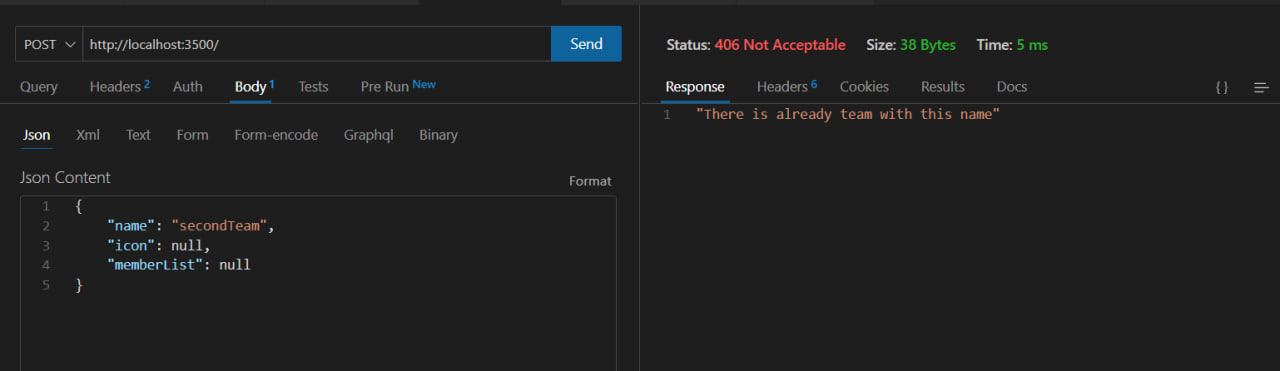 POST http://localhost:3500/ Send
Query Headers 2 Auth Body 1 Tests Pre Run New
Json Xml Text Form Form-encode Graphql Binary
Json Content Format
1 {
2 "name": "secondTeam",
3 "icon": null,
4 "memberList": null
5 }
Status: 406 Not Acceptable Size: 38 Bytes Time: 5 ms
Response Headers 6 Cookies Results Docs { }
1 "There is already team with this name"